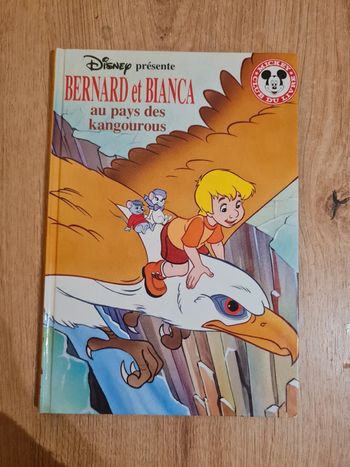 Disney présente
BERNARD et BIANCA
au pays des
kangourous
MICKEY
CLUB DU LIVRE